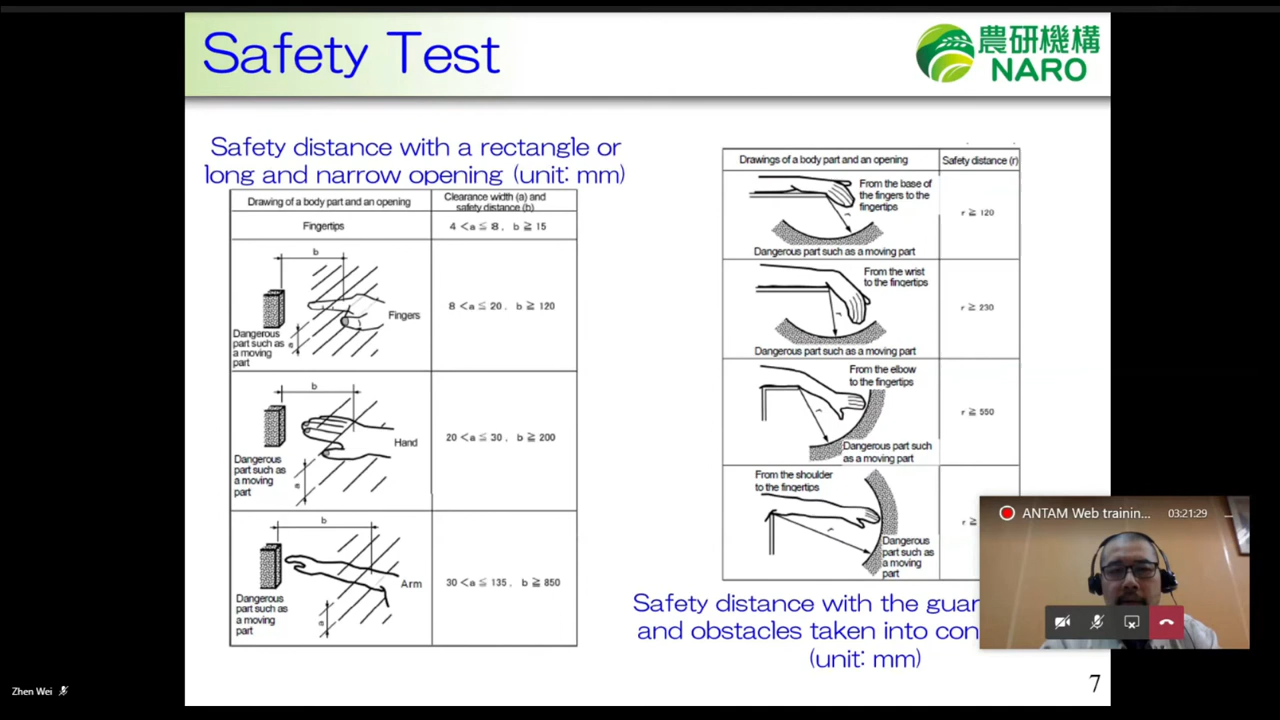 Safety Test
農研機構
NARO
Safety distance with a rectangle or
long and narrow opening (unit: mm)
Drawing of a body part and an opening
Clearance width (a) and
safety distance (b)
Fingertips
4 < a ≦ 8, b ≧ 15
b
Fingers
Dangerous
part such as
a moving
part
a
8 < a ≦ 20, b ≧ 120
b
Hand
Dangerous
part such as
a moving
part
a
20 < a ≦ 30, b ≧ 200
b
Arm
Dangerous
part such as
a moving
part
a
30 < a ≦ 135, b ≧ 850
Drawings of a body part and an opening
Safety distance (r)
From the base of
the fingers to the
fingertips
r
Dangerous part such as a moving part
r ≧ 120
From the wrist
to the fingertips
r
Dangerous part such as a moving part
r ≧ 230
From the elbow
to the fingertips
r
Dangerous part such
as a moving part
r ≧ 550
From the shoulder
to the fingertips
r
Dangerous
part such as
a moving
part
r ≧
Safety distance with the guar
and obstacles taken into con
(unit: mm)
7
ANTAM Web trainin...
03:21:29
Zhen Wei